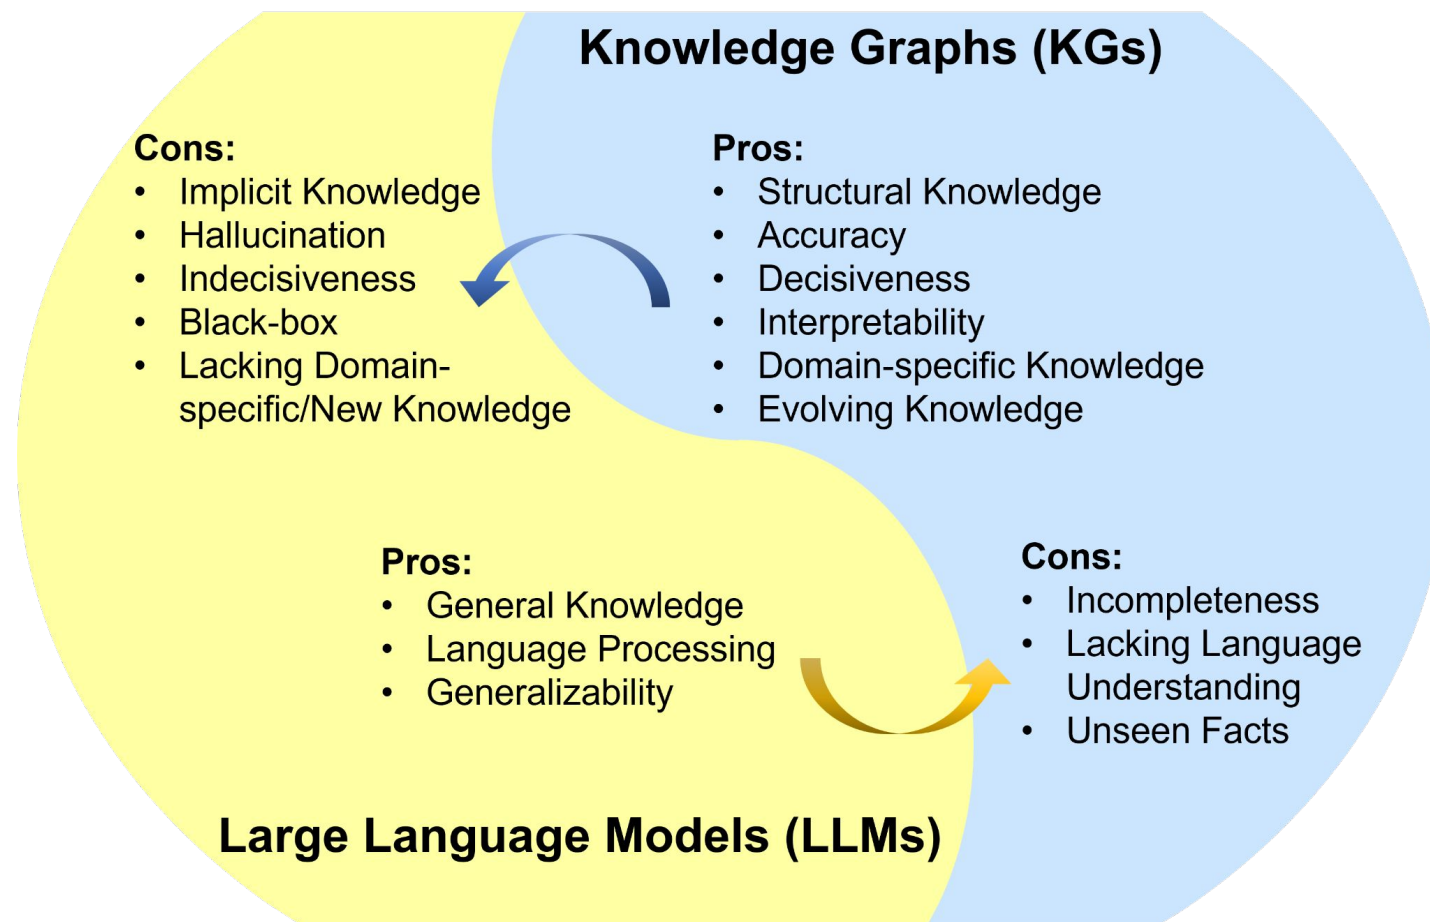 Knowledge Graphs (KGs)
Cons:
• Implicit Knowledge
• Hallucination
• Indecisiveness
• Black-box
• Lacking Domain-
specific/New Knowledge
Pros:
• Structural Knowledge
• Accuracy
• Decisiveness
• Interpretability
• Domain-specific Knowledge
• Evolving Knowledge
Pros:
• General Knowledge
• Language Processing
• Generalizability
Cons:
• Incompleteness
• Lacking Language
Understanding
• Unseen Facts
Large Language Models (LLMs)